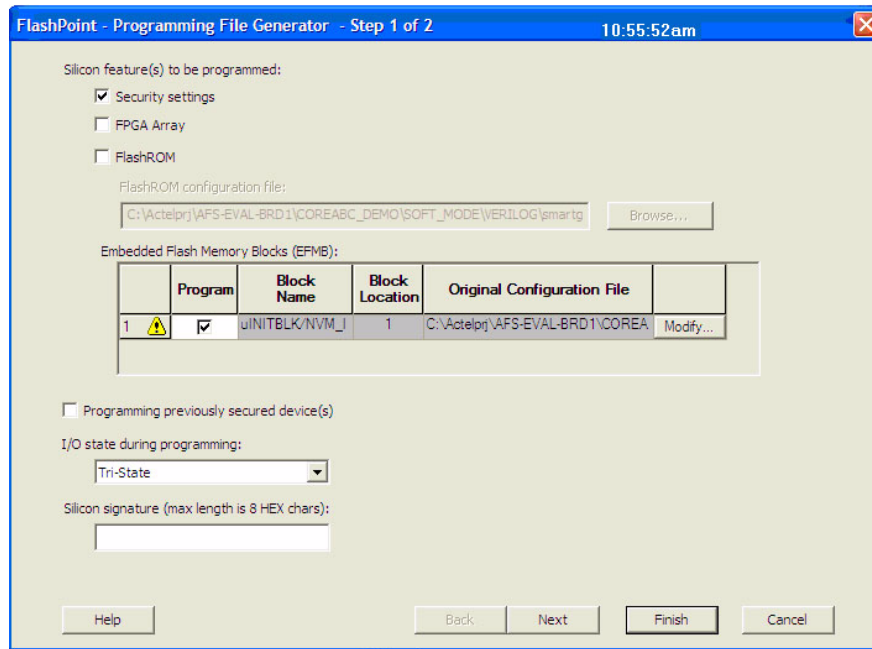 FlashPoint - Programming File Generator - Step 1 of 2 10:55:52am
Silicon feature(s) to be programmed:
Security settings
FPGA Array
FlashROM
FlashROM configuration file:
C:\Actelprj\AFS-EVAL-BRD1\COREABC_DEMO\SOFT_MODE\VERILOG\smartg Browse...
Embedded Flash Memory Blocks (EFMB):
Program Block Name Block Location Original Configuration File
1 uINITBLK/NVM_I 1 C:\Actelprj\AFS-EVAL-BRD1\COREA Modify...
Programming previously secured device(s)
I/O state during programming:
Tri-State
Silicon signature (max length is 8 HEX chars):
Help Back Next Finish Cancel